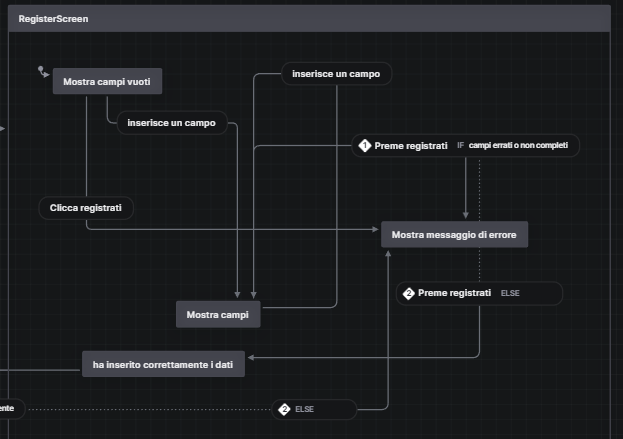 RegisterScreen
inserisce un campo
Mostra campi vuoti
inserisce un campo
1 Preme registrati IF campi errati o non completi
Clicca registrati
Mostra messaggio di errore
2 Preme registrati ELSE
Mostra campi
ha inserito correttamente i dati
ente
2 ELSE